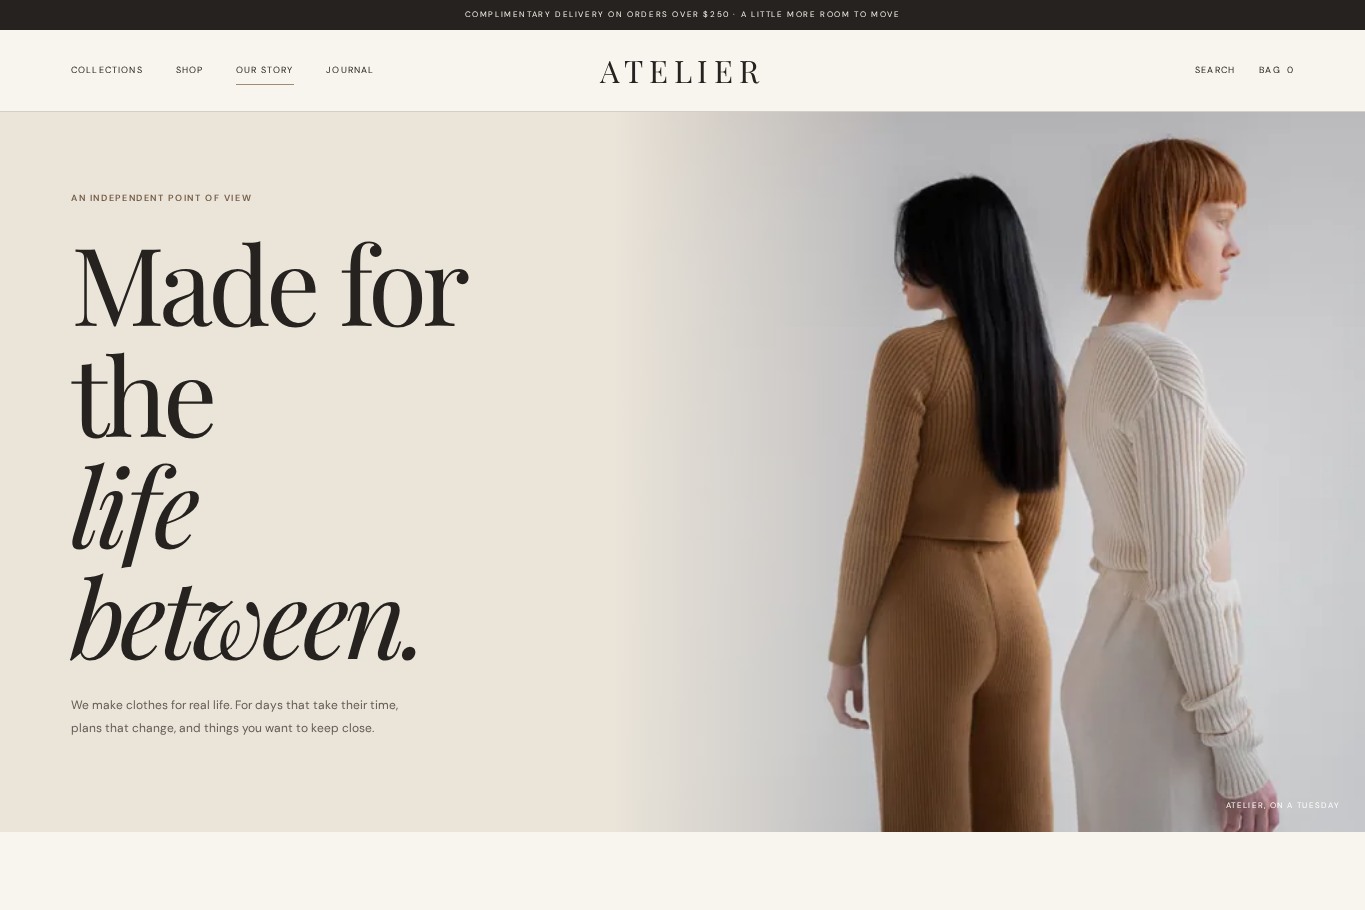 COMPLIMENTARY DELIVERY ON ORDERS OVER $250 · A LITTLE MORE ROOM TO MOVE
COLLECTIONS SHOP OUR STORY JOURNAL ATELIER SEARCH BAG 0
AN INDEPENDENT POINT OF VIEW
Made for
the
life
between.
We make clothes for real life. For days that take their time,
plans that change, and things you want to keep close.
ATELIER, ON A TUESDAY